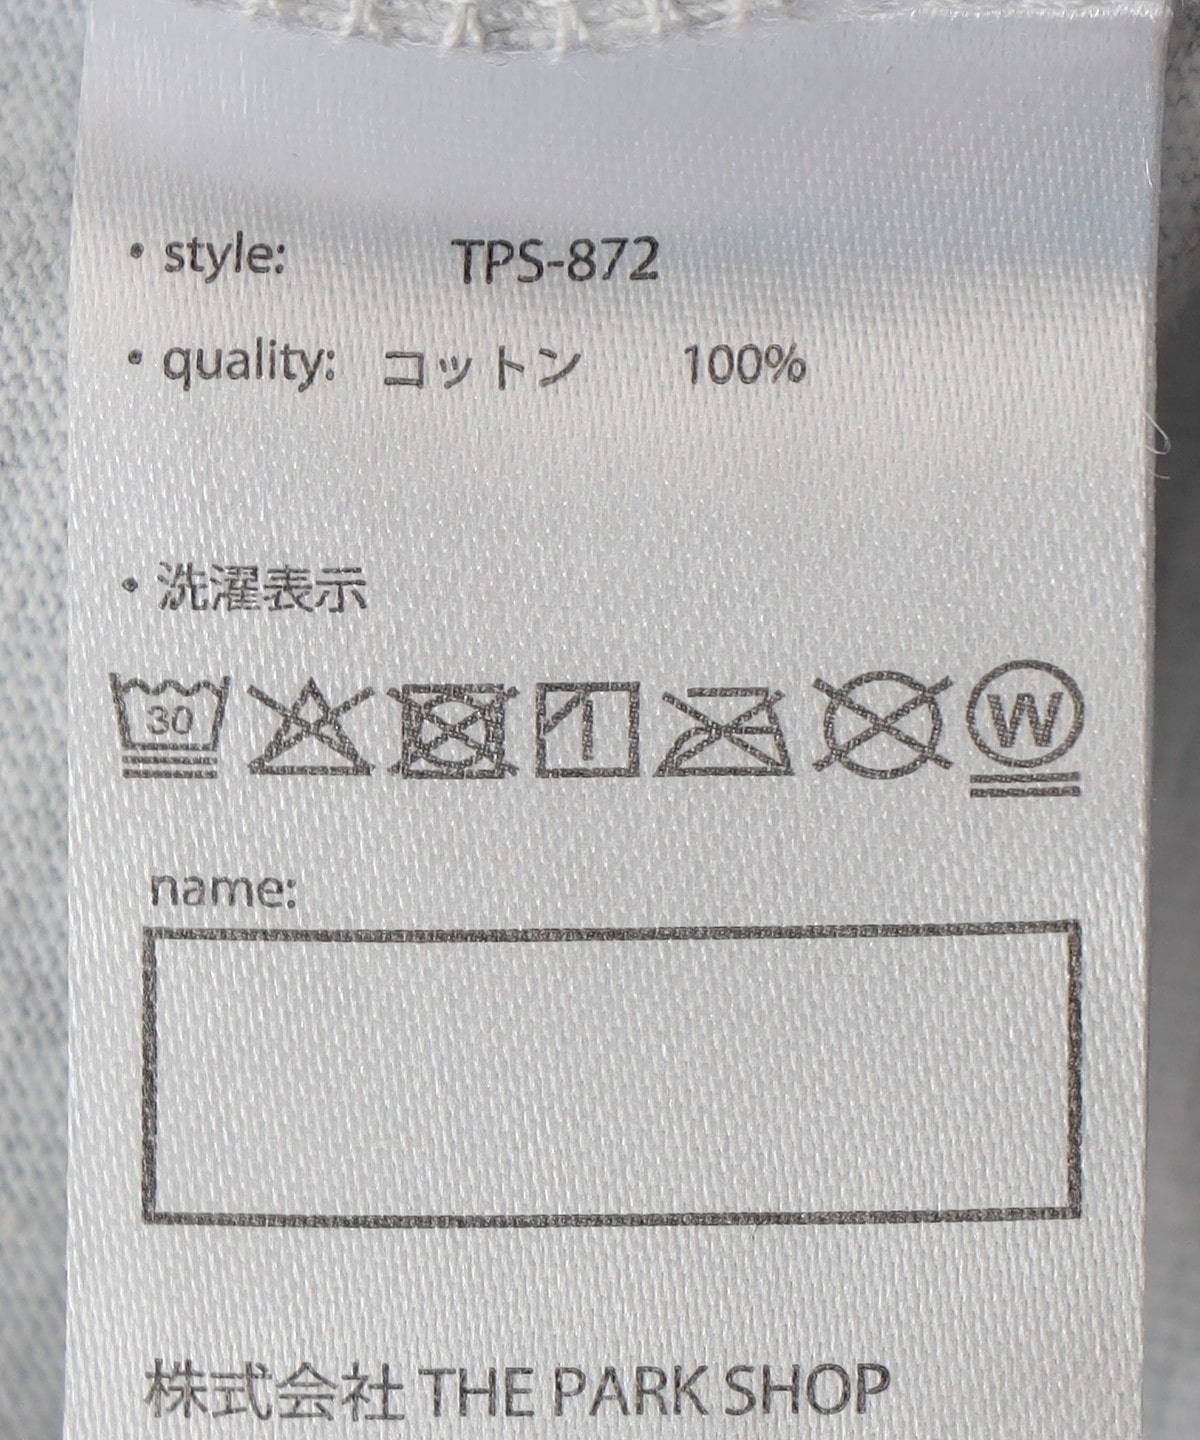 ・style: TPS-872
・quality: コットン 100%
・洗濯表示
30 W
name:
株式会社 THE PARK SHOP